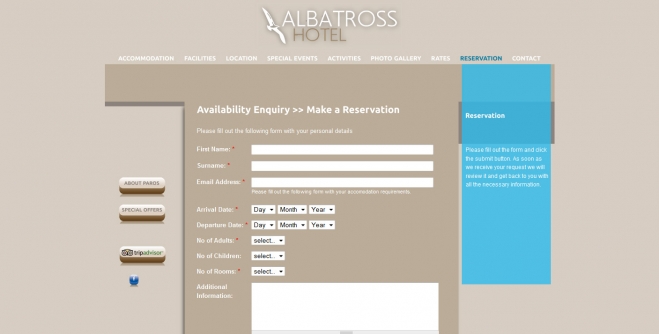 ALBATROSS
HOTEL
ACCOMMODATION FACILITIES LOCATION SPECIAL EVENTS ACTIVITIES PHOTO GALLERY RATES RESERVATION CONTACT
Availability Enquiry >> Make a Reservation
Please fill out the following form with your personal details
First Name: *
Surname: *
Email Address: *
Please fill out the following form with your accomodation requirements.
Arrival Date: * Day Month Year
Departure Date: * Day Month Year
No of Adults: * select...
No of Children: select...
No of Rooms: * select...
Additional
Information:
ABOUT PAROS
SPECIAL OFFERS
tripadvisor
Reservation
Please fill out the form and click
the submit button. As soon as
we receive your request we will
review it and get back to you with
all the necessary information.